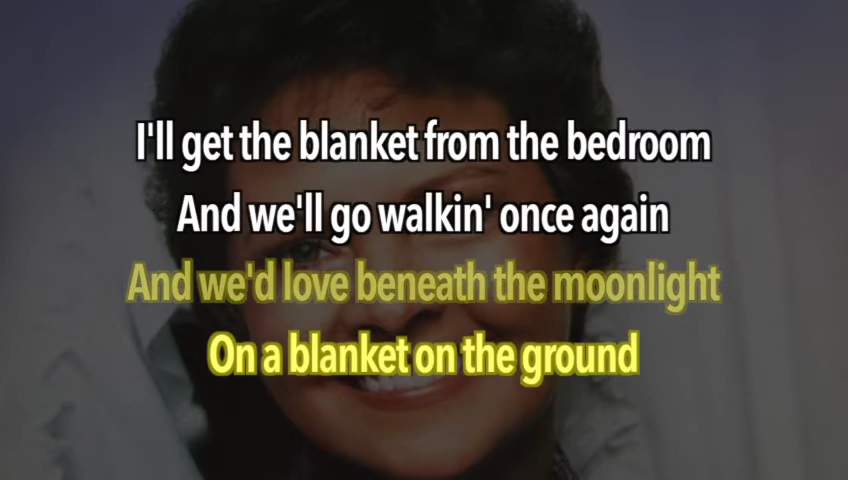 I'll get the blanket from the bedroom
And we'll go walkin' once again
And we'd love beneath the moonlight
On a blanket on the ground